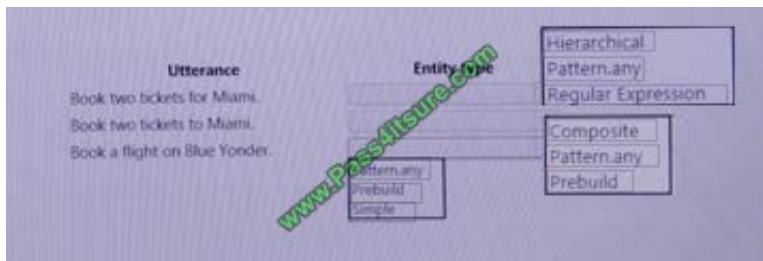 Hierarchical
Utterance Entity type
Pattern.any
Book two tickets for Miami.
Regular Expression
Book two tickets to Miami.
Composite
Book a flight on Blue Yonder.
Pattern.any
Pattern.any
Prebuild
Prebuild
Simple
www.Pass4itsure.com